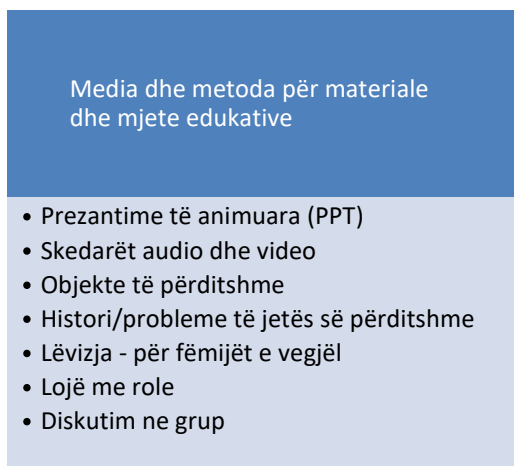 Media dhe metoda për materiale
dhe mjete edukative
• Prezantime të animuara (PPT)
• Skedarët audio dhe video
• Objekte të përditshme
• Histori/probleme të jetës së përditshme
• Lëvizja - për fëmijët e vegjël
• Lojë me role
• Diskutim ne grup